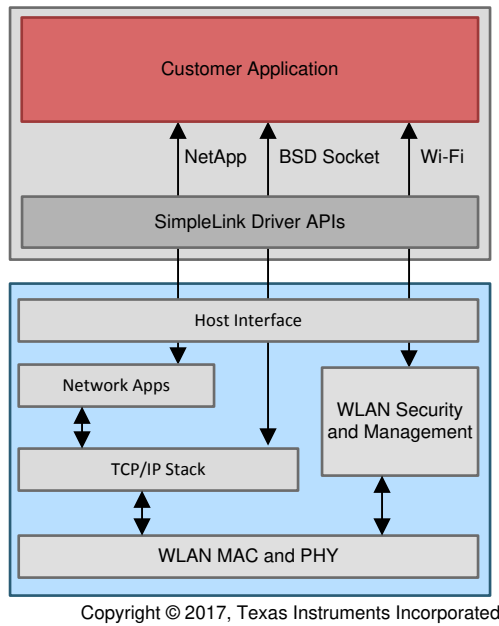 Customer Application
NetApp
BSD Socket
Wi-Fi
SimpleLink Driver APIs
Host Interface
Network Apps
WLAN Security
and Management
TCP/IP Stack
WLAN MAC and PHY
Copyright © 2017, Texas Instruments Incorporated